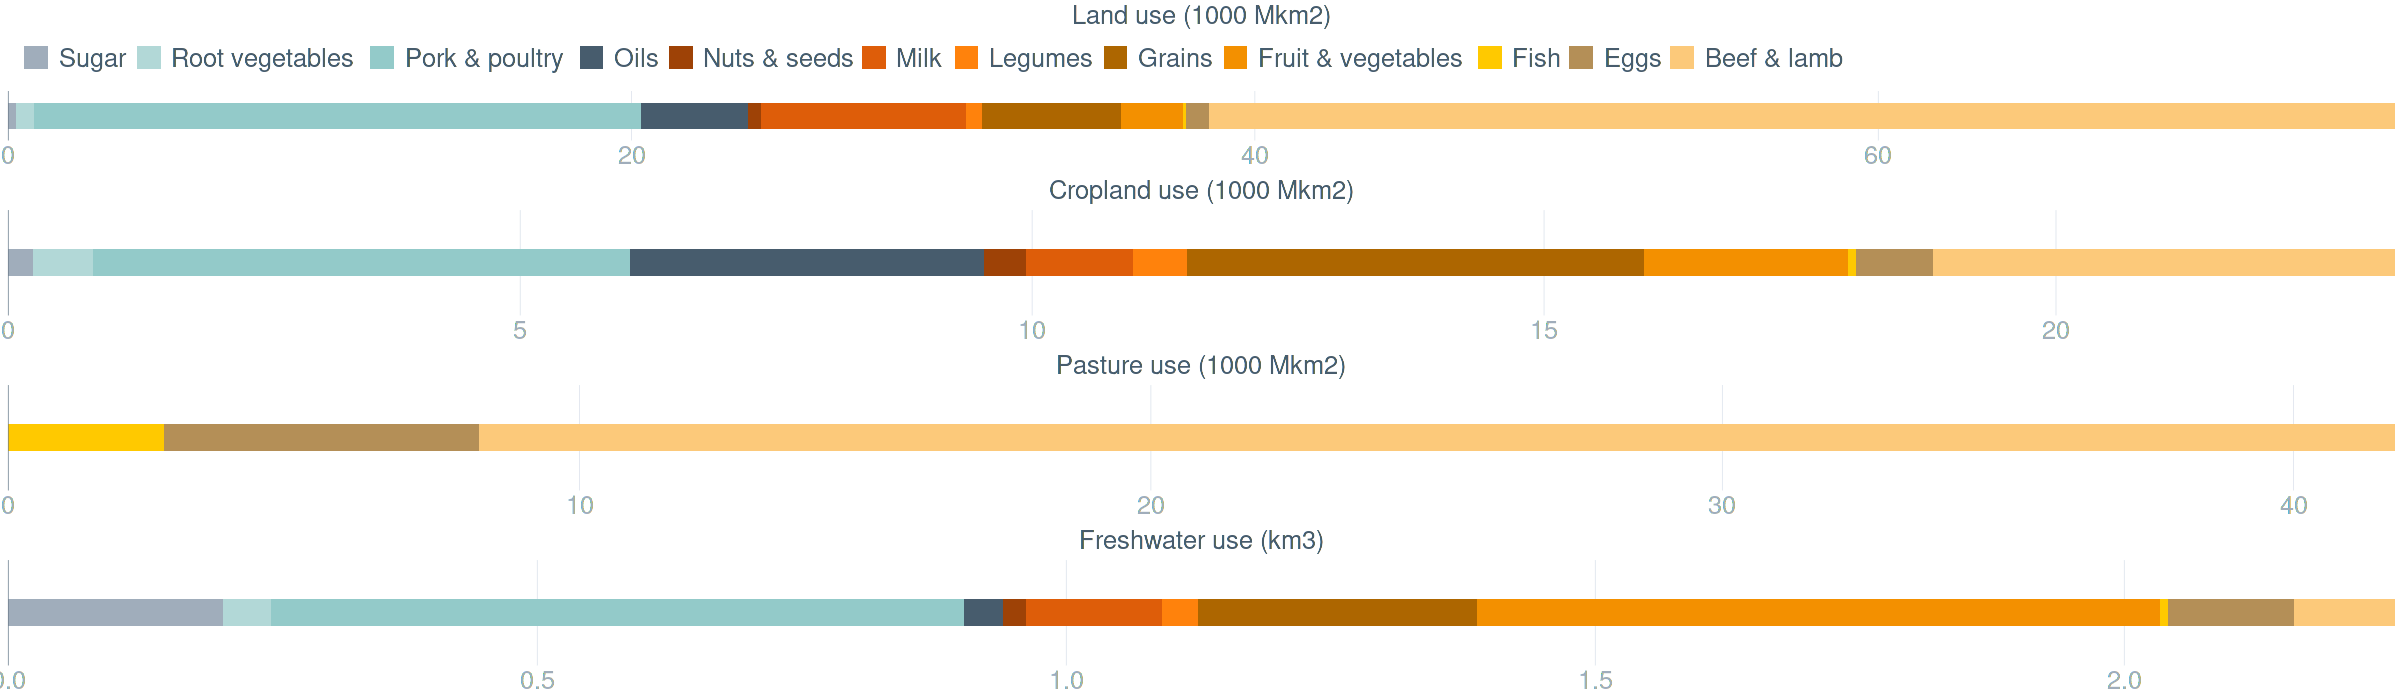 Land use (1000 Mkm2)
Sugar Root vegetables Pork & poultry Oils Nuts & seeds Milk Legumes Grains Fruit & vegetables Fish Eggs Beef & lamb
0 20 40 60
Cropland use (1000 Mkm2)
0 5 10 15 20
Pasture use (1000 Mkm2)
0 10 20 30 40
Freshwater use (km3)
0.0 0.5 1.0 1.5 2.0